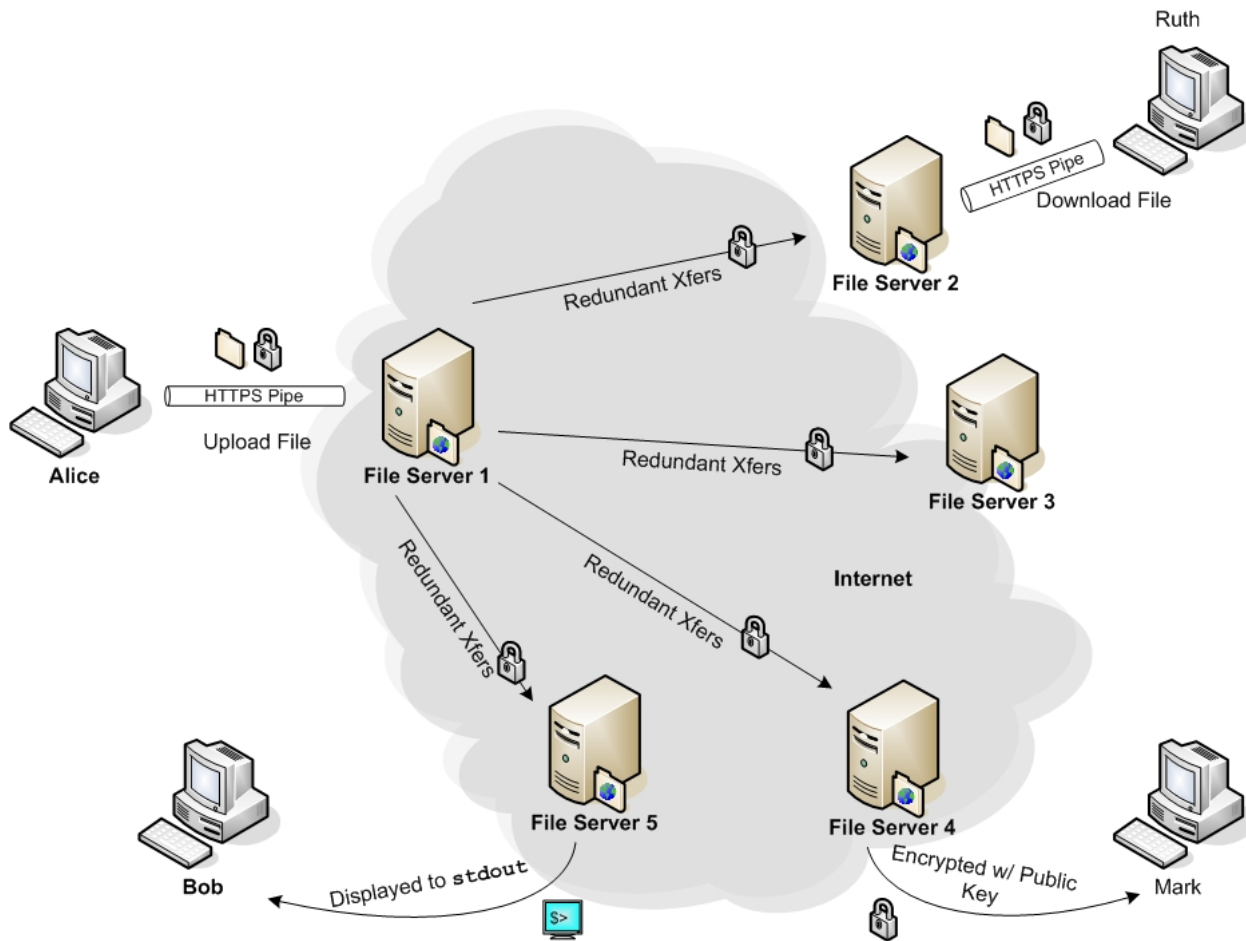 Ruth
HTTPS Pipe
Download File
Redundant Xfers
File Server 2
HTTPS Pipe
Upload File
Alice
File Server 1
Redundant Xfers
File Server 3
Redundant Xfers
Redundant Xfers
Internet
File Server 5
File Server 4
Bob
Displayed to stdout
$>
Encrypted w/ Public
Key
Mark